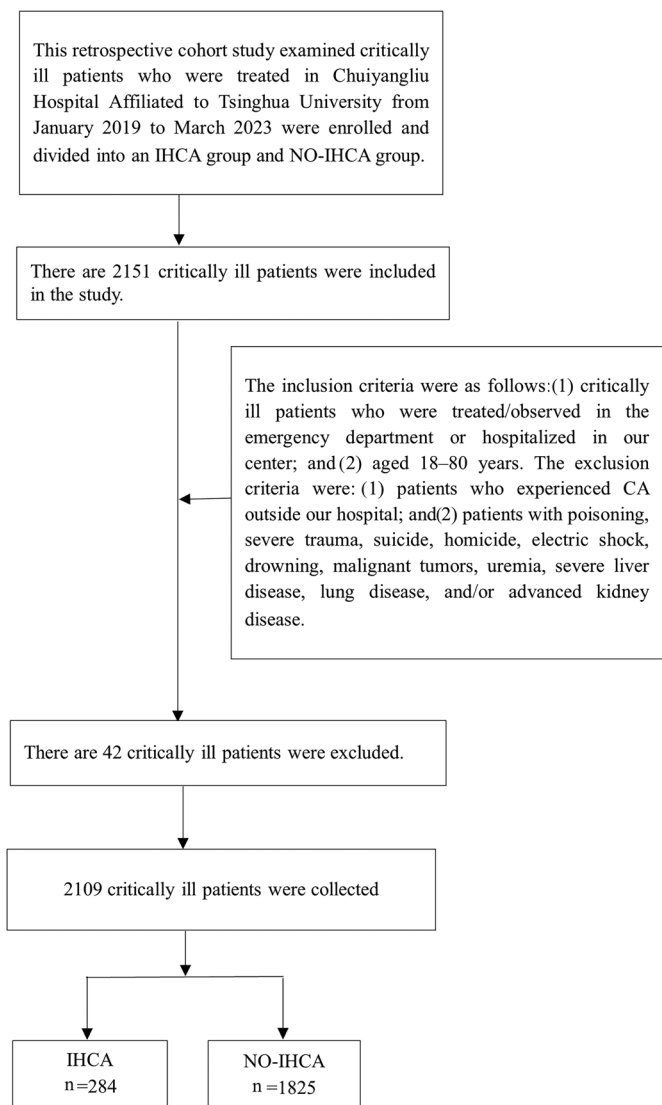 This retrospective cohort study examined critically
ill patients who were treated in Chuiyangliu
Hospital Affiliated to Tsinghua University from
January 2019 to March 2023 were enrolled and
divided into an IHCA group and NO-IHCA group.
There are 2151 critically ill patients were included
in the study.
The inclusion criteria were as follows:(1) critically
ill patients who were treated/observed in the
emergency department or hospitalized in our
center; and(2) aged 18–80 years. The exclusion
criteria were: (1) patients who experienced CA
outside our hospital; and(2) patients with poisoning,
severe trauma, suicide, homicide, electric shock,
drowning, malignant tumors, uremia, severe liver
disease, lung disease, and/or advanced kidney
disease.
There are 42 critically ill patients were excluded.
2109 critically ill patients were collected
IHCA
n=284
NO-IHCA
n=1825